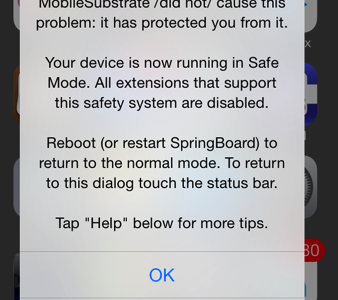 MobileSubstrate /did not/ cause this
problem: it has protected you from it.
Your device is now running in Safe
Mode. All extensions that support
this safety system are disabled.
Reboot (or restart SpringBoard) to
return to the normal mode. To return
to this dialog touch the status bar.
Tap "Help" below for more tips.
OK